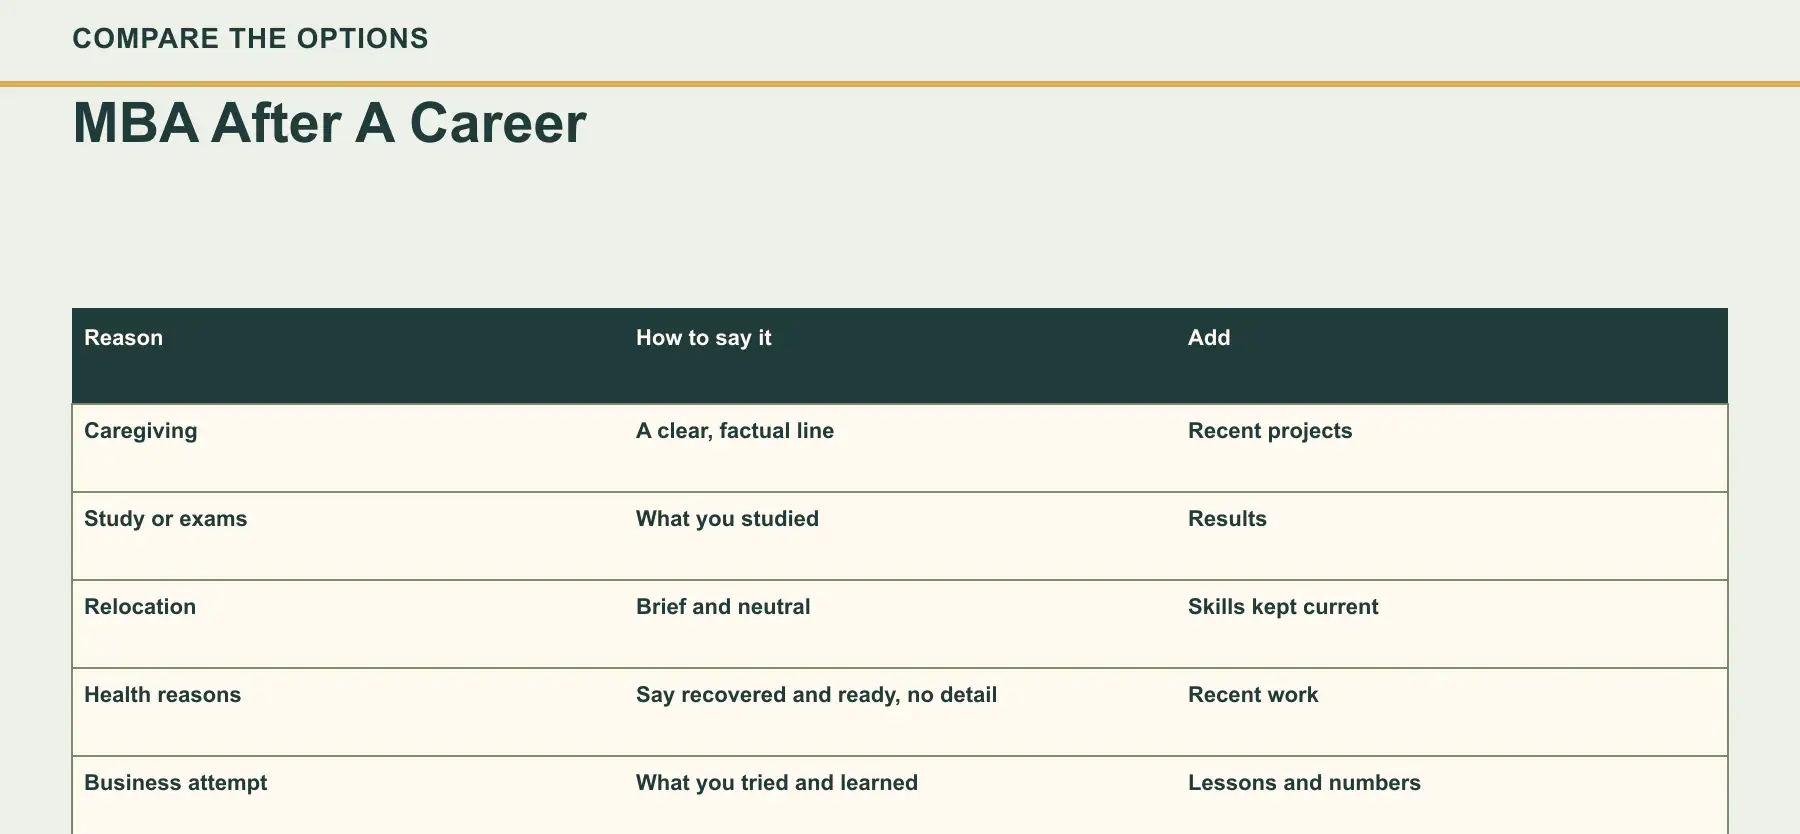 COMPARE THE OPTIONS
MBA After A Career
Reason How to say it Add
Caregiving A clear, factual line Recent projects
Study or exams What you studied Results
Relocation Brief and neutral Skills kept current
Health reasons Say recovered and ready, no detail Recent work
Business attempt What you tried and learned Lessons and numbers